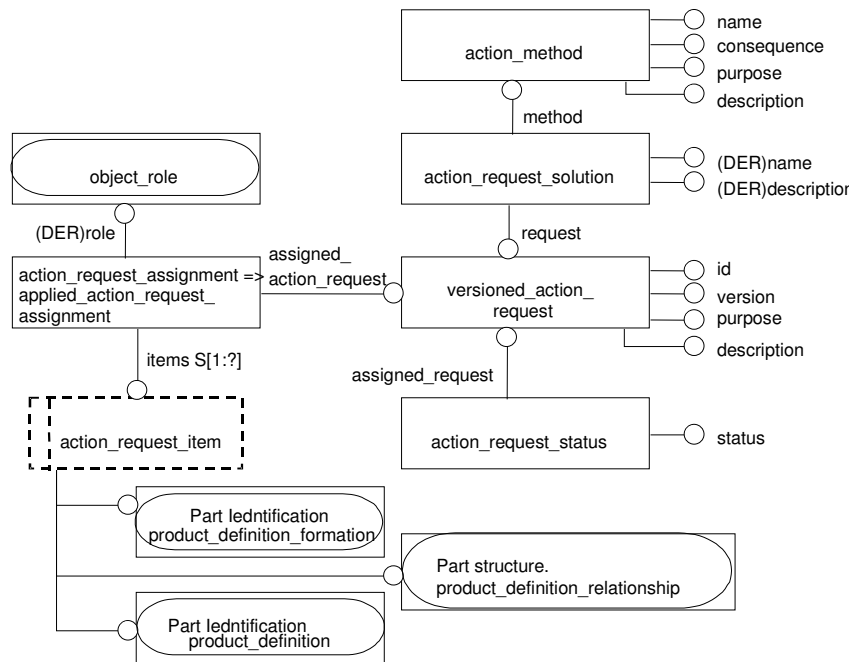 name
action_method
consequence
purpose
description
method
object_role
action_request_solution
(DER)name
(DER)description
(DER)role
request
assigned_
action_request
action_request_assignment =>
applied_action_request_
assignment
versioned_action_
request
id
version
purpose
description
items S[1:?]
assigned_request
action_request_item
action_request_status
status
Part Iedntification
product_definition_formation
Part structure.
product_definition_relationship
Part Iedntification
product_definition